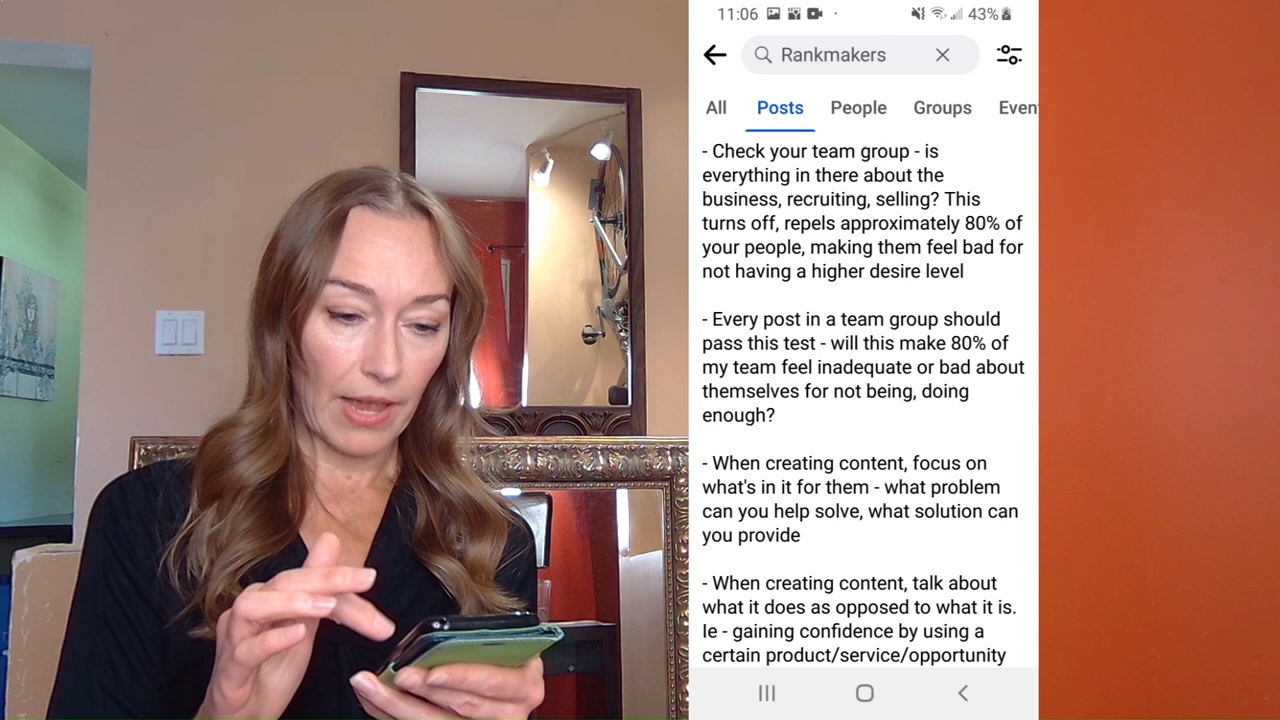 11:06
43%
Rankmakers
All Posts People Groups Even
- Check your team group - is
everything in there about the
business, recruiting, selling? This
turns off, repels approximately 80% of
your people, making them feel bad for
not having a higher desire level
- Every post in a team group should
pass this test - will this make 80% of
my team feel inadequate or bad about
themselves for not being, doing
enough?
- When creating content, focus on
what's in it for them - what problem
can you help solve, what solution can
you provide
- When creating content, talk about
what it does as opposed to what it is.
Ie - gaining confidence by using a
certain product/service/opportunity